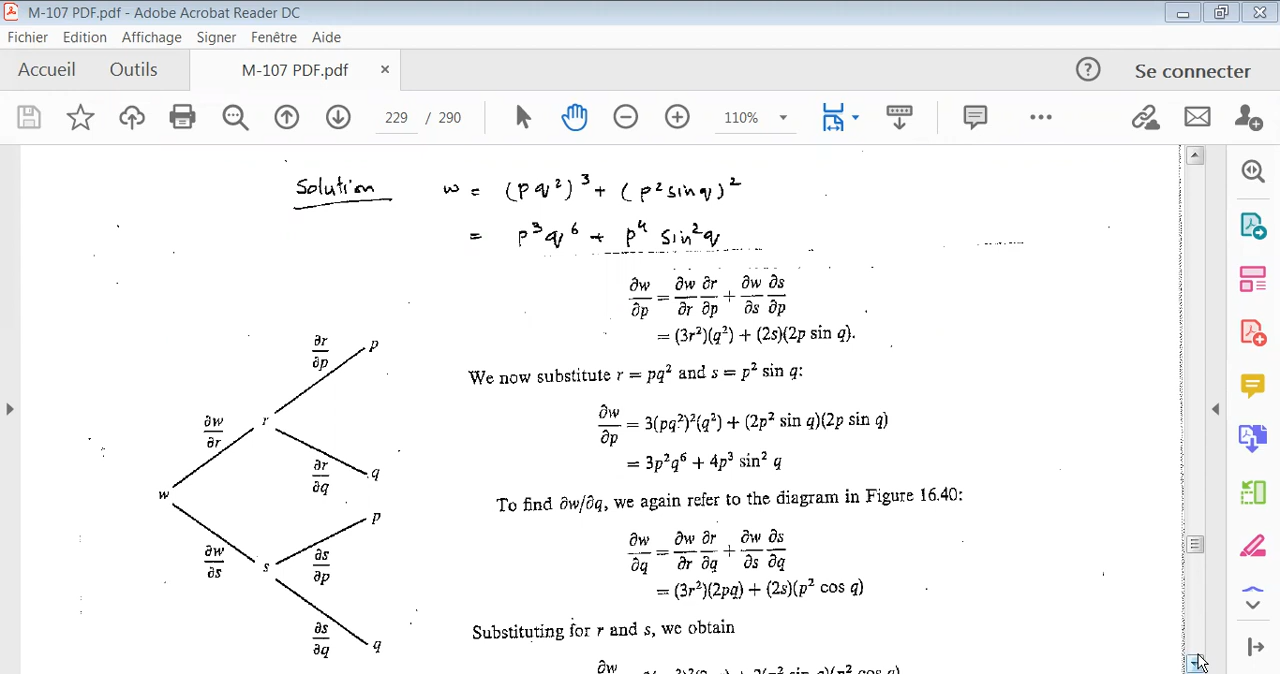 M-107 PDF.pdf - Adobe Acrobat Reader DC
Fichier Edition Affichage Signer Fenêtre Aide
Accueil Outils M-107 PDF.pdf × Se connecter
229 / 290 110%
Solution w = (pq²)³ + (p² sin q)²
= p³q⁶ + p⁴ sin²q
∂w/∂p = ∂w/∂r ∂r/∂p + ∂w/∂s ∂s/∂p
= (3r²)(q²) + (2s)(2p sin q).
We now substitute r = pq² and s = p² sin q:
∂w/∂p = 3(pq²)²(q²) + (2p² sin q)(2p sin q)
= 3p²q⁶ + 4p³ sin² q
To find ∂w/∂q, we again refer to the diagram in Figure 16.40:
∂w/∂q = ∂w/∂r ∂r/∂q + ∂w/∂s ∂s/∂q
= (3r²)(2pq) + (2s)(p² cos q)
Substituting for r and s, we obtain
∂w
∂r/∂p p
∂w/∂r r
∂r/∂q q
w
∂s/∂p p
∂w/∂s s
∂s/∂q q